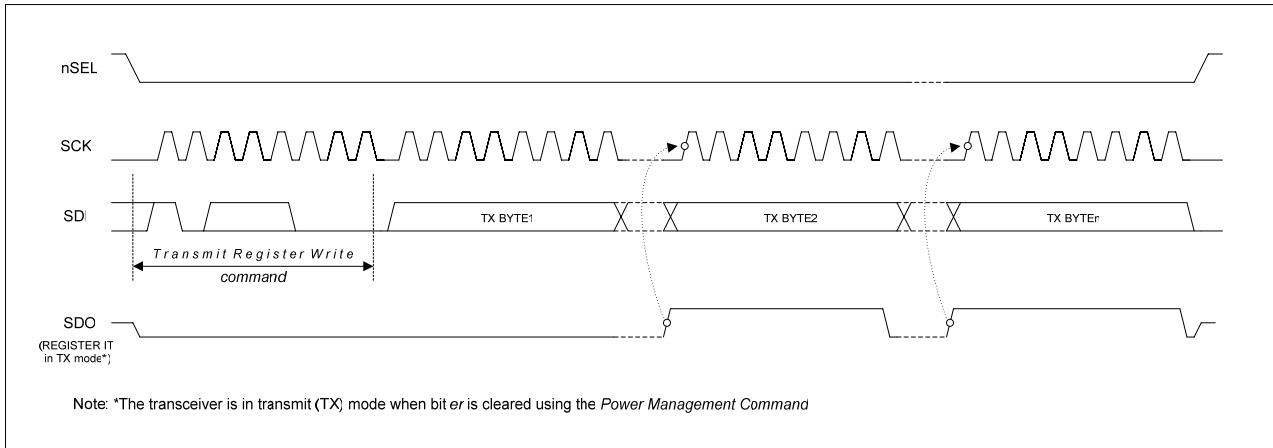 nSEL
SCK
SDI
TX BYTE1
TX BYTE2
TX BYTEn
Transmit Register Write
command
SDO
(REGISTER IT
in TX mode*)
Note: *The transceiver is in transmit (TX) mode when bit er is cleared using the Power Management Command